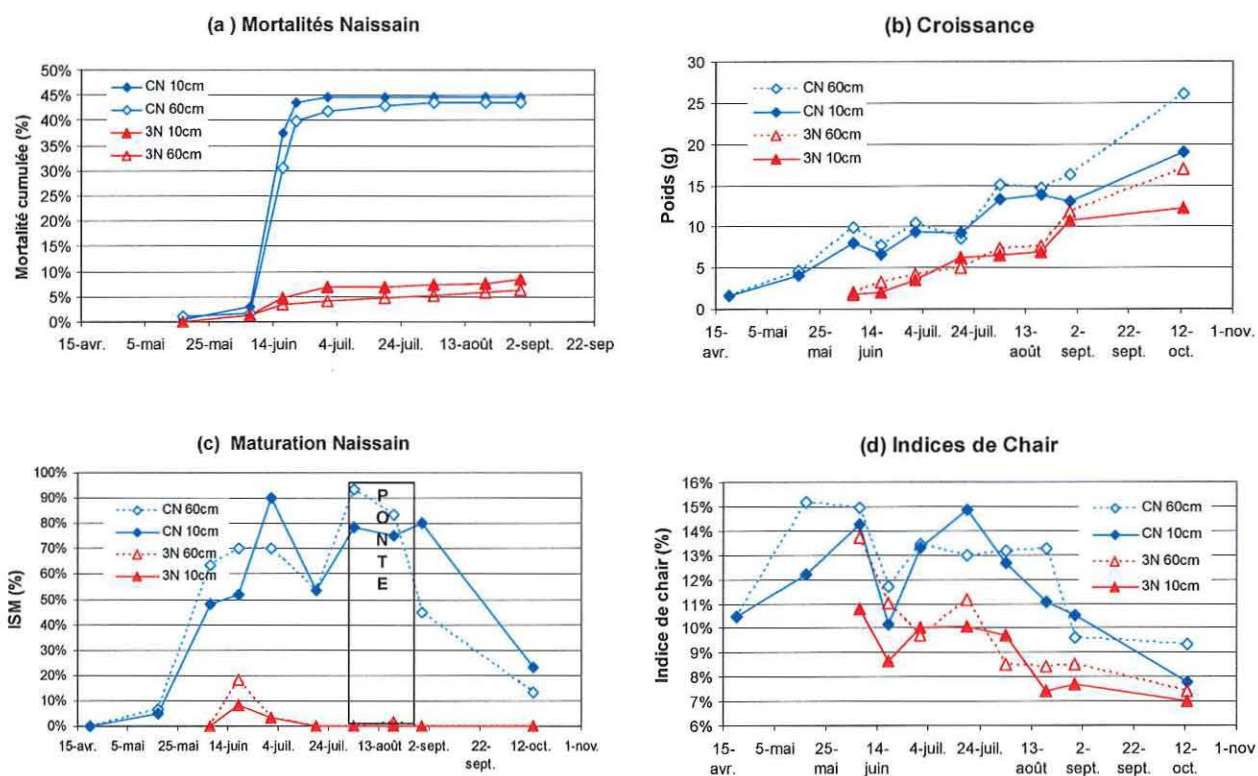 (a ) Mortalités Naissain
50%
45%
40%
35%
30%
25%
20%
15%
10%
5%
0%
Mortalité cumulée (%)
CN 10cm
CN 60cm
3N 10cm
3N 60cm
15-avr. 5-mai 25-mai 14-juin 4-juil. 24-juil. 13-août 2-sept. 22-sep
(b) Croissance
30
25
20
15
10
5
0
Poids (g)
CN 60cm
CN 10cm
3N 60cm
3N 10cm
15- 5-mai 25- 14- 4-juil. 24-juil. 13- 2- 22- 12- 1-nov.
avr. mai juin août sept. sept. oct.
(c) Maturation Naissain
100%
90%
80%
70%
60%
50%
40%
30%
20%
10%
0%
ISM (%)
CN 60cm
CN 10cm
3N 60cm
3N 10cm
P
O
N
T
E
15-avr. 5-mai 25-mai 14-juin 4-juil. 24-juil. 13-août 2-sept. 22- 12-oct. 1-nov.
sept.
(d) Indices de Chair
16%
15%
14%
13%
12%
11%
10%
9%
8%
7%
6%
Indice de chair (%)
CN 60cm
CN 10cm
3N 60cm
3N 10cm
15- 5-mai 25- 14- 4-juil. 24-juil. 13- 2- 22- 12- 1-nov.
avr. mai juin août sept. sept. oct.